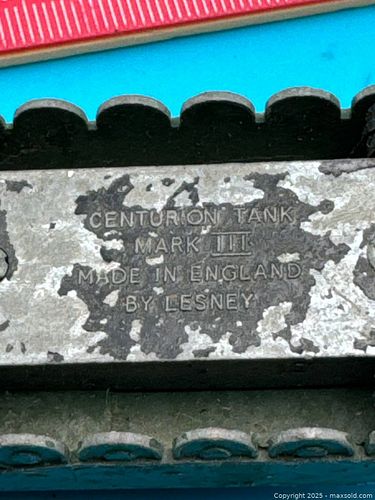 CENTURION TANK
MARK III
MADE IN ENGLAND
BY LESNEY
Copyright 2025 - maxsold.com